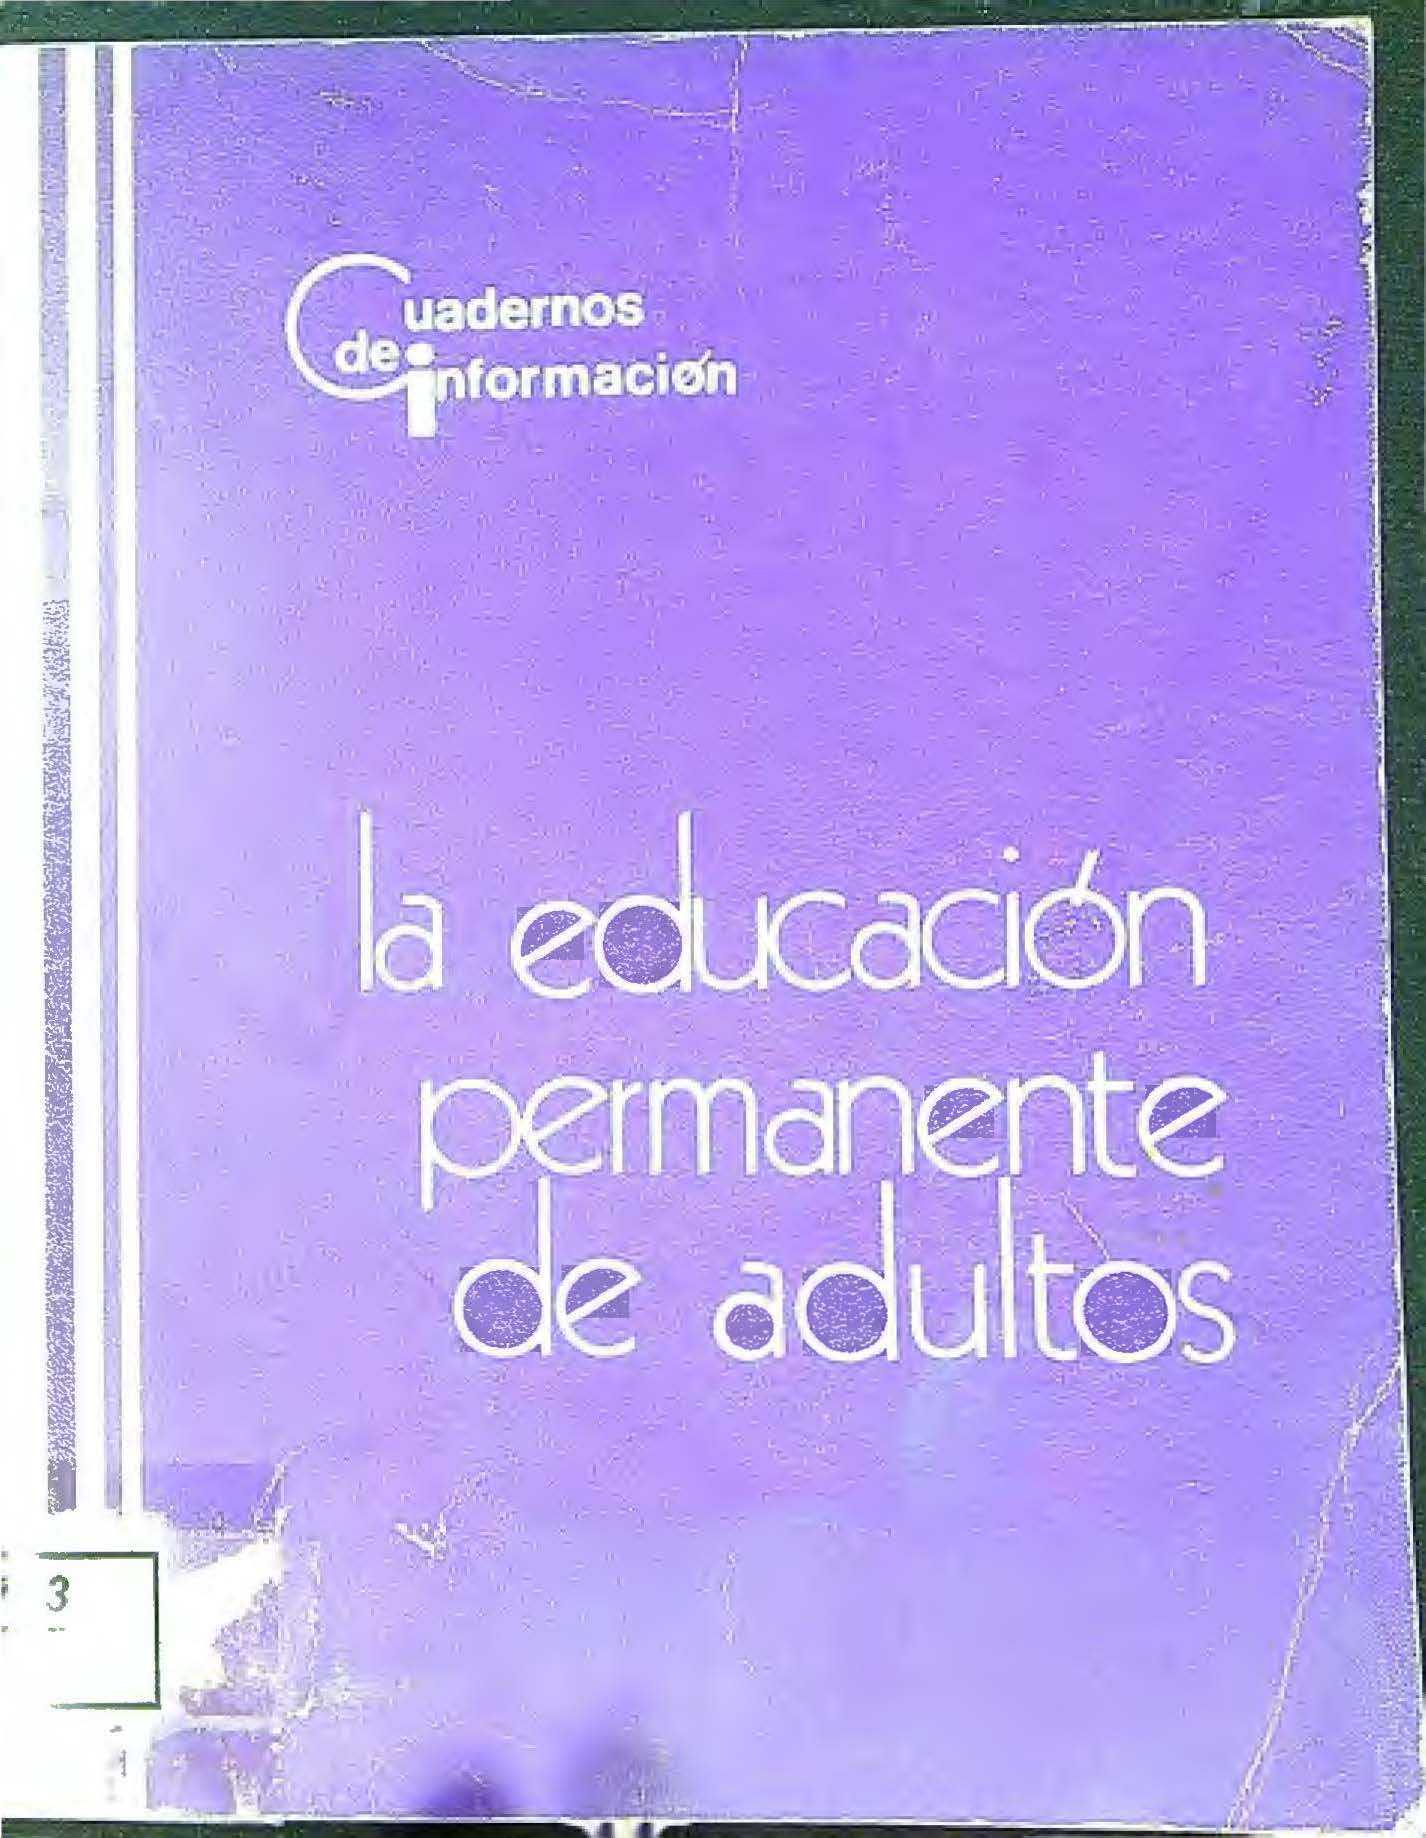 Cuadernos
de información
la educación
permanente
de adultos
3